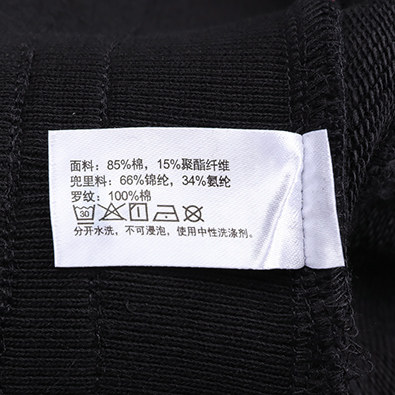 面料：85%棉，15%聚酯纤维
兜里料：66%锦纶，34%氨纶
罗纹：100%棉
30
分开水洗，不可浸泡，使用中性洗涤剂。